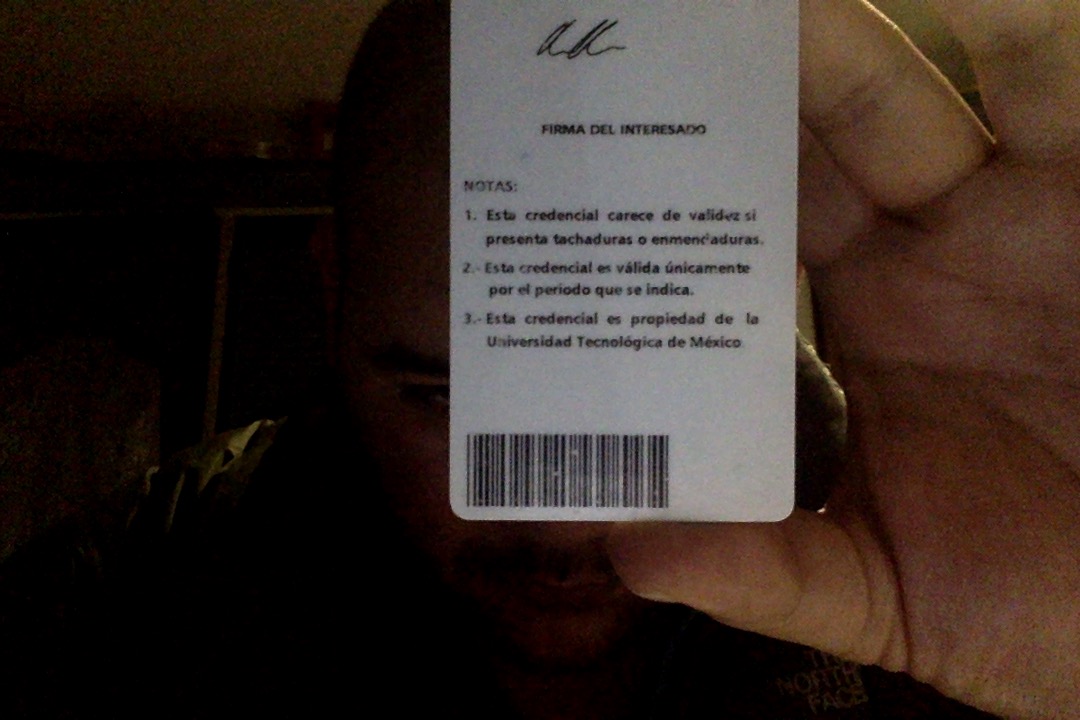 FIRMA DEL INTERESADO
NOTAS:
1. Esta credencial carece de validez si
presenta tachaduras o enmendaduras.
2.- Esta credencial es válida únicamente
por el periodo que se indica.
3.- Esta credencial es propiedad de la
Universidad Tecnológica de México
THE
NORTH
FACE